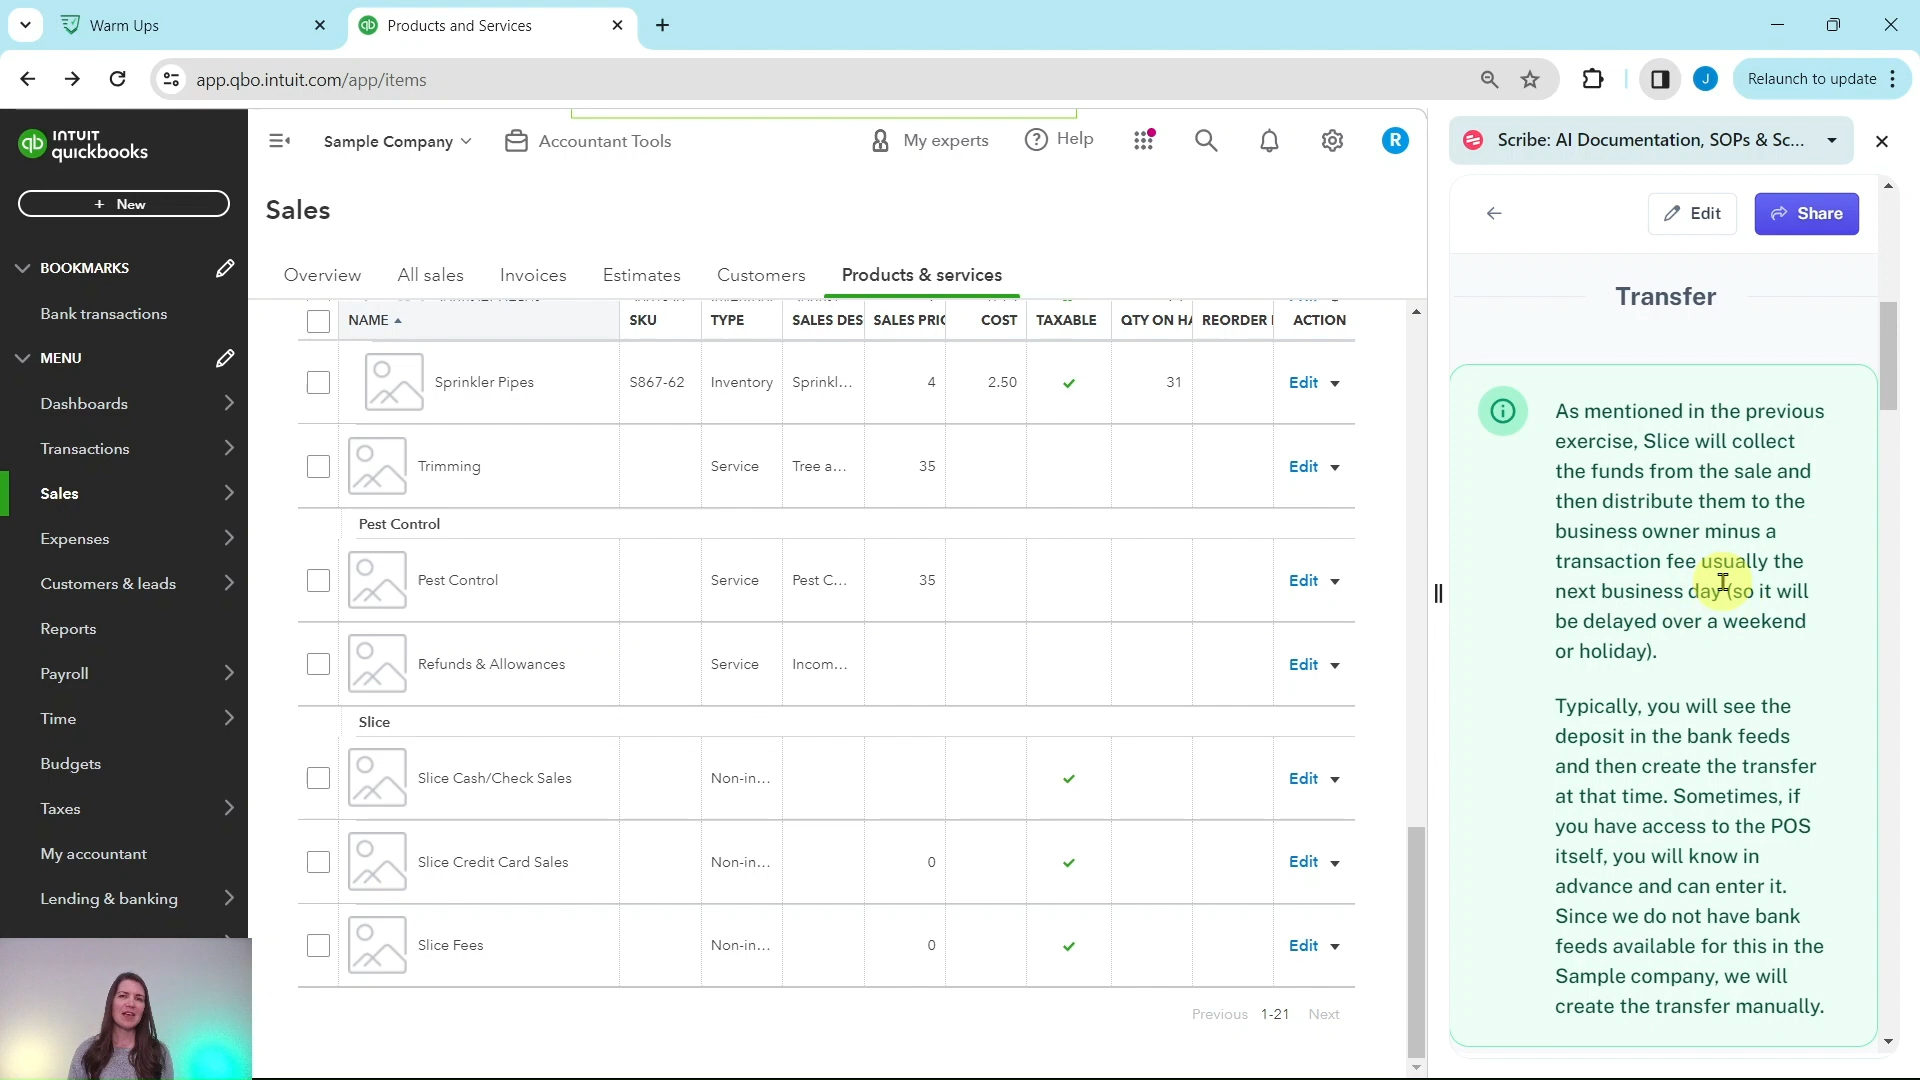 Warm Ups
Products and Services
app.qbo.intuit.com/app/items
J
Relaunch to update
qb
INTUIT
quickbooks
+ New
BOOKMARKS
Bank transactions
MENU
Dashboards
Transactions
Sales
Expenses
Customers & leads
Reports
Payroll
Time
Budgets
Taxes
My accountant
Lending & banking
Sample Company
Accountant Tools
My experts
Help
R
Sales
Overview
All sales
Invoices
Estimates
Customers
Products & services
NAME SKU TYPE SALES DES SALES PRIC COST TAXABLE QTY ON HA REORDER ACTION
Sprinkler Pipes S867-62 Inventory Sprinkl... 4 2.50 31 Edit
Trimming Service Tree a... 35 Edit
Pest Control
Pest Control Service Pest C... 35 Edit
Refunds & Allowances Service Incom... Edit
Slice
Slice Cash/Check Sales Non-in... Edit
Slice Credit Card Sales Non-in... 0 Edit
Slice Fees Non-in... 0 Edit
Previous 1-21 Next
Scribe: AI Documentation, SOPs & Sc...
Edit
Share
Transfer
As mentioned in the previous
exercise, Slice will collect
the funds from the sale and
then distribute them to the
business owner minus a
transaction fee usually the
next business day (so it will
be delayed over a weekend
or holiday).
Typically, you will see the
deposit in the bank feeds
and then create the transfer
at that time. Sometimes, if
you have access to the POS
itself, you will know in
advance and can enter it.
Since we do not have bank
feeds available for this in the
Sample company, we will
create the transfer manually.